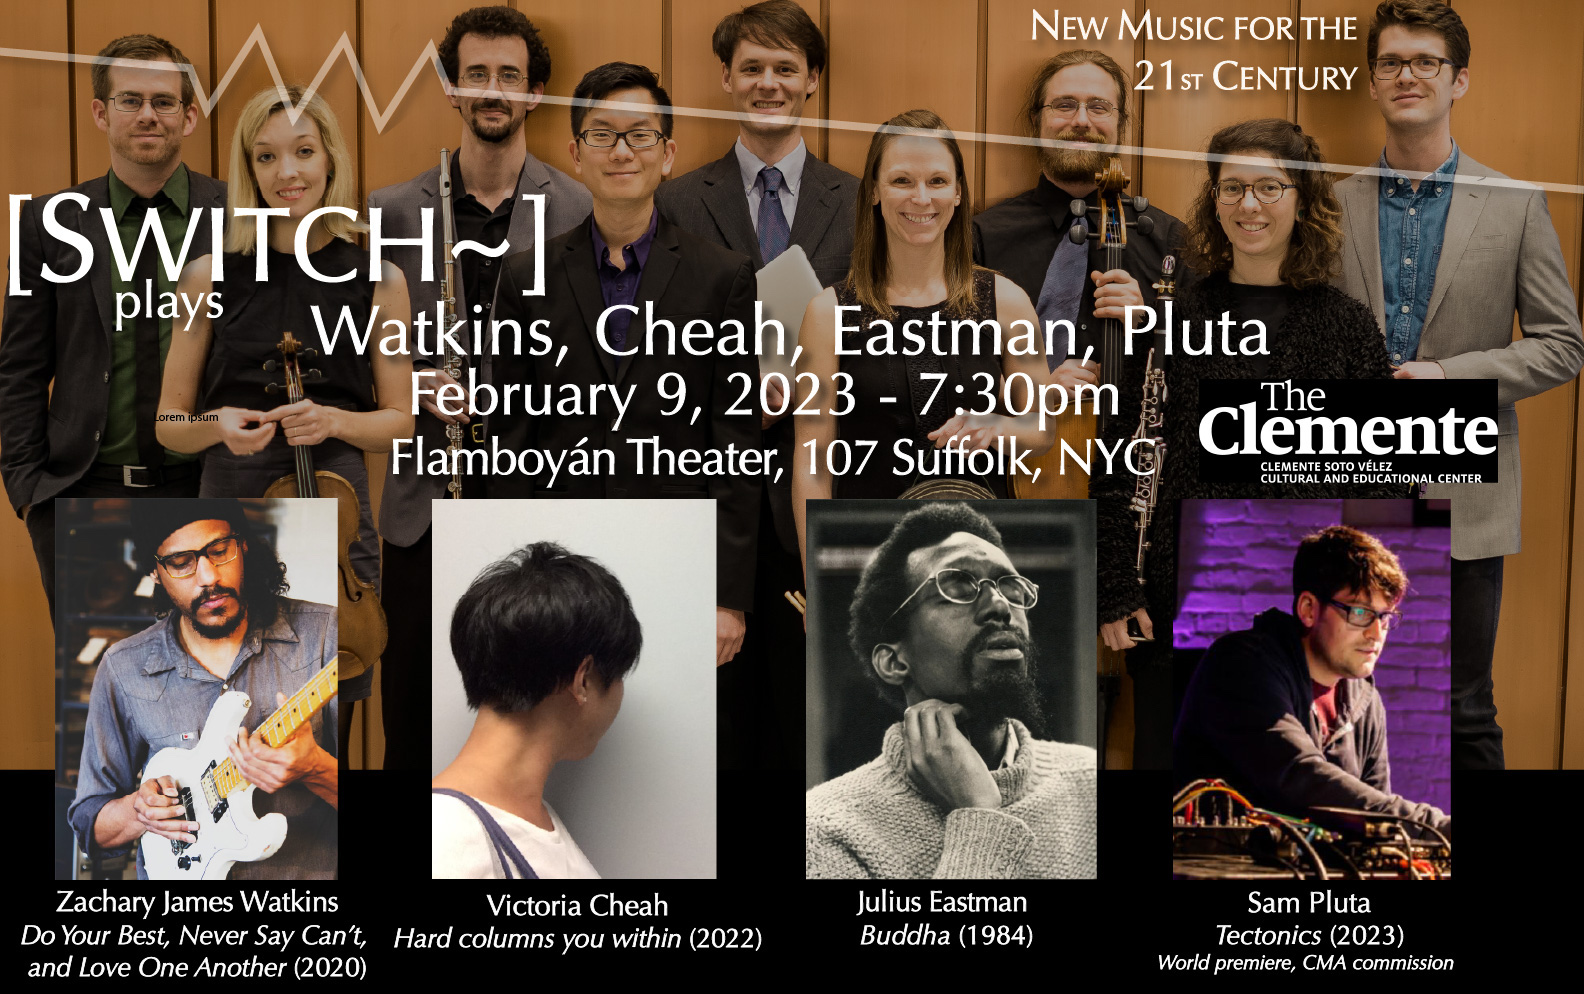 New Music for the
21st Century
[Switch~]
plays
Watkins, Cheah, Eastman, Pluta
February 9, 2023 - 7:30pm
Flamboyán Theater, 107 Suffolk, NYC
Lorem ipsum
The
Clemente
CLEMENTE SOTO VÉLEZ
CULTURAL AND EDUCATIONAL CENTER
Zachary James Watkins
Do Your Best, Never Say Can't,
and Love One Another (2020)
Victoria Cheah
Hard columns you within (2022)
Julius Eastman
Buddha (1984)
Sam Pluta
Tectonics (2023)
World premiere, CMA commission